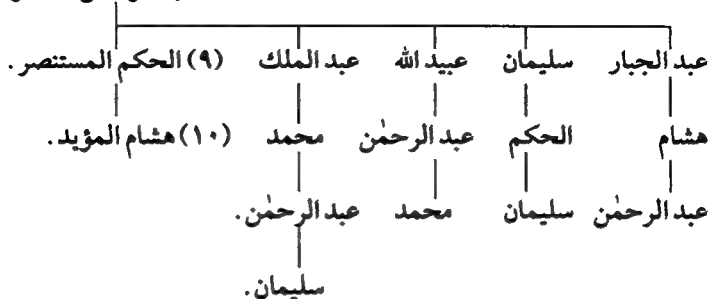 عبد الجبار سليمان عبيد الله عبد الملك (٩) الحكم المستنصر.
هشام الحكم عبد الرحمٰن محمد (١٠) هشام المؤيد.
عبد الرحمٰن سليمان محمد عبد الرحمٰن.
سليمان.